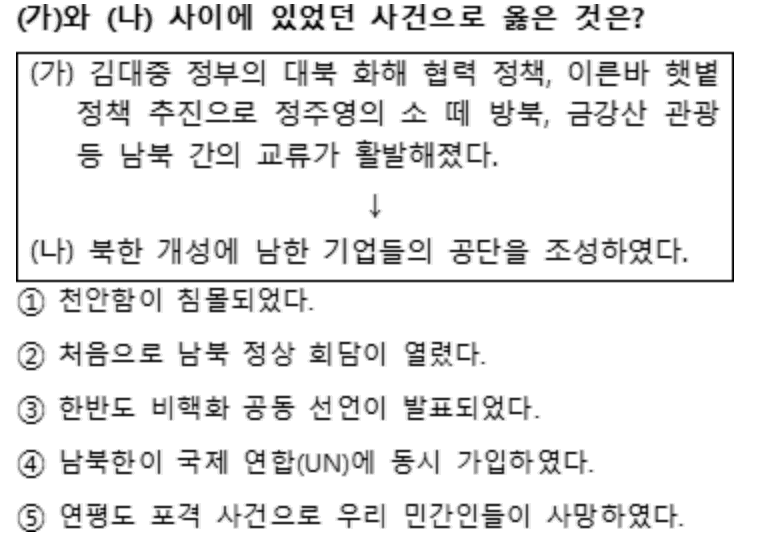 (가)와 (나) 사이에 있었던 사건으로 옳은 것은?
(가) 김대중 정부의 대북 화해 협력 정책, 이른바 햇볕
정책 추진으로 정주영의 소 떼 방북, 금강산 관광
등 남북 간의 교류가 활발해졌다.
↓
(나) 북한 개성에 남한 기업들의 공단을 조성하였다.
① 천안함이 침몰되었다.
② 처음으로 남북 정상 회담이 열렸다.
③ 한반도 비핵화 공동 선언이 발표되었다.
④ 남북한이 국제 연합(UN)에 동시 가입하였다.
⑤ 연평도 포격 사건으로 우리 민간인들이 사망하였다.